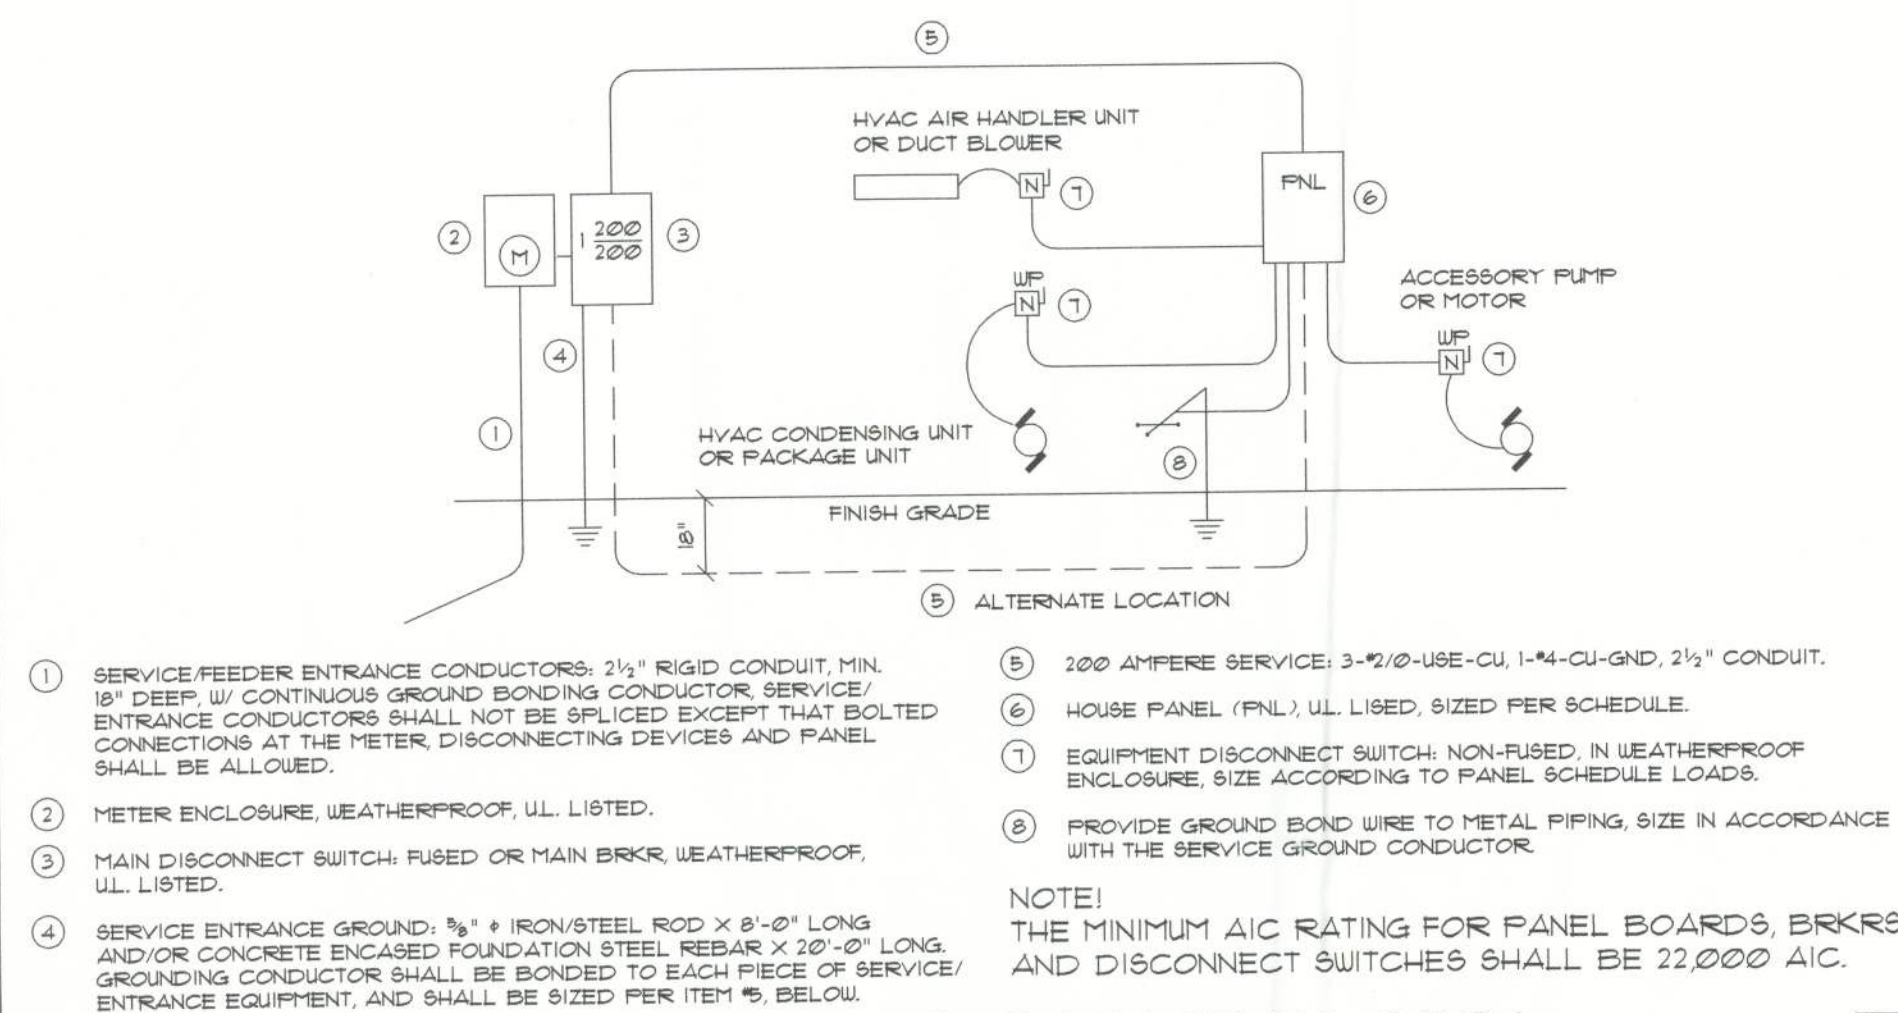 5
HVAC AIR HANDLER UNIT
OR DUCT BLOWER
N
7
PNL
6
2
M
1 200
200
3
WP
N
7
ACCESSORY PUMP
OR MOTOR
WP
N
7
4
1
HVAC CONDENSING UNIT
OR PACKAGE UNIT
8
FINISH GRADE
18"
5 ALTERNATE LOCATION
1 SERVICE/FEEDER ENTRANCE CONDUCTORS: 2½" RIGID CONDUIT, MIN.
18" DEEP, W/ CONTINUOUS GROUND BONDING CONDUCTOR, SERVICE/
ENTRANCE CONDUCTORS SHALL NOT BE SPLICED EXCEPT THAT BOLTED
CONNECTIONS AT THE METER, DISCONNECTING DEVICES AND PANEL
SHALL BE ALLOWED.
2 METER ENCLOSURE, WEATHERPROOF, U.L. LISTED.
3 MAIN DISCONNECT SWITCH: FUSED OR MAIN BRKR, WEATHERPROOF,
U.L. LISTED.
4 SERVICE ENTRANCE GROUND: ⅝" ϕ IRON/STEEL ROD X 8'-0" LONG
AND/OR CONCRETE ENCASED FOUNDATION STEEL REBAR X 20'-0" LONG.
GROUNDING CONDUCTOR SHALL BE BONDED TO EACH PIECE OF SERVICE/
ENTRANCE EQUIPMENT, AND SHALL BE SIZED PER ITEM #5, BELOW.
5 200 AMPERE SERVICE: 3-#2/0-USE-CU, 1-#4-CU-GND, 2½" CONDUIT.
6 HOUSE PANEL (PNL), U.L. LISED, SIZED PER SCHEDULE.
7 EQUIPMENT DISCONNECT SWITCH: NON-FUSED, IN WEATHERPROOF
ENCLOSURE, SIZE ACCORDING TO PANEL SCHEDULE LOADS.
8 PROVIDE GROUND BOND WIRE TO METAL PIPING, SIZE IN ACCORDANCE
WITH THE SERVICE GROUND CONDUCTOR
NOTE!
THE MINIMUM AIC RATING FOR PANEL BOARDS, BRKRS
AND DISCONNECT SWITCHES SHALL BE 22,000 AIC.